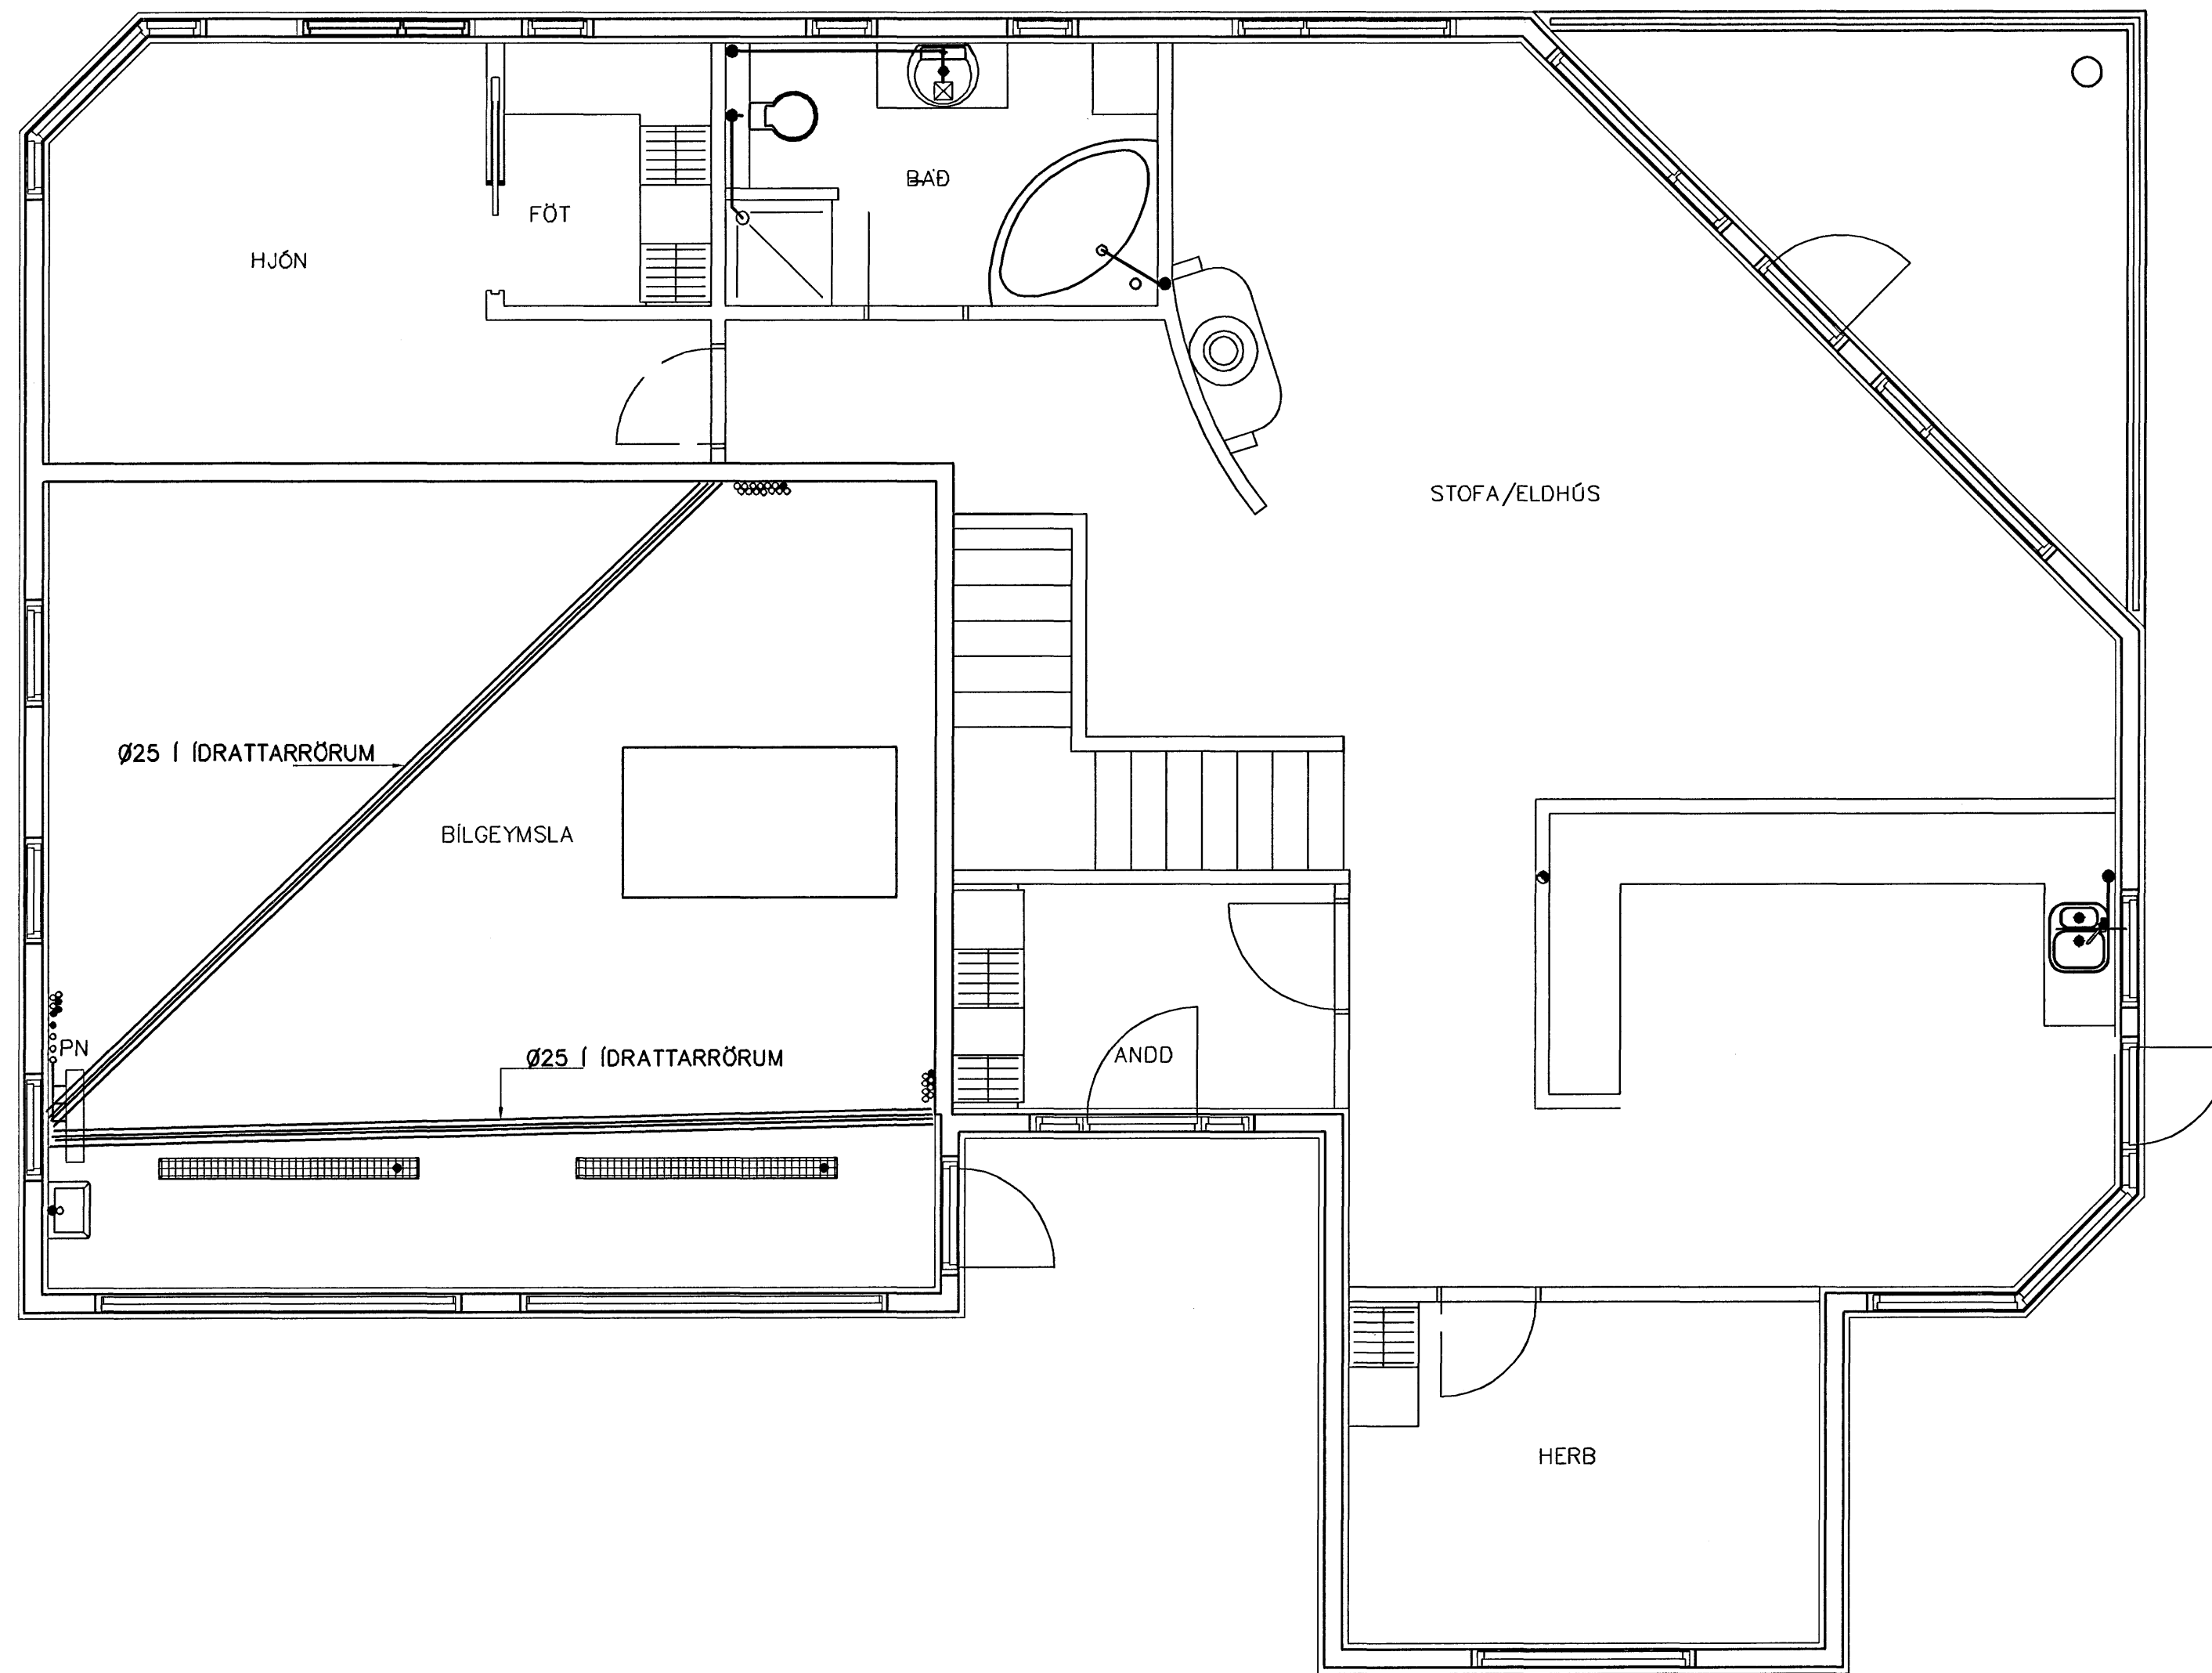 BAÐ
FÖT
HJÓN
STOFA/ELDHÚS
Ø25 Í ÍDRATTARRÖRUM
BÍLGEYMSLA
PN
Ø25 Í ÍDRATTARRÖRUM
ANDD
HERB